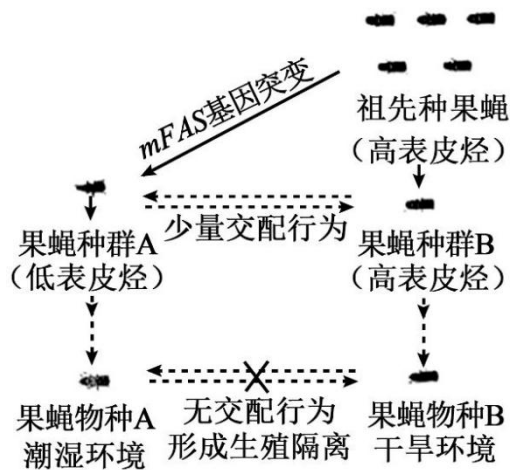 祖先种果蝇
（高表皮烃）
mFAS基因突变
少量交配行为
果蝇种群A
（低表皮烃）
果蝇种群B
（高表皮烃）
无交配行为
形成生殖隔离
果蝇物种A
潮湿环境
果蝇物种B
干旱环境